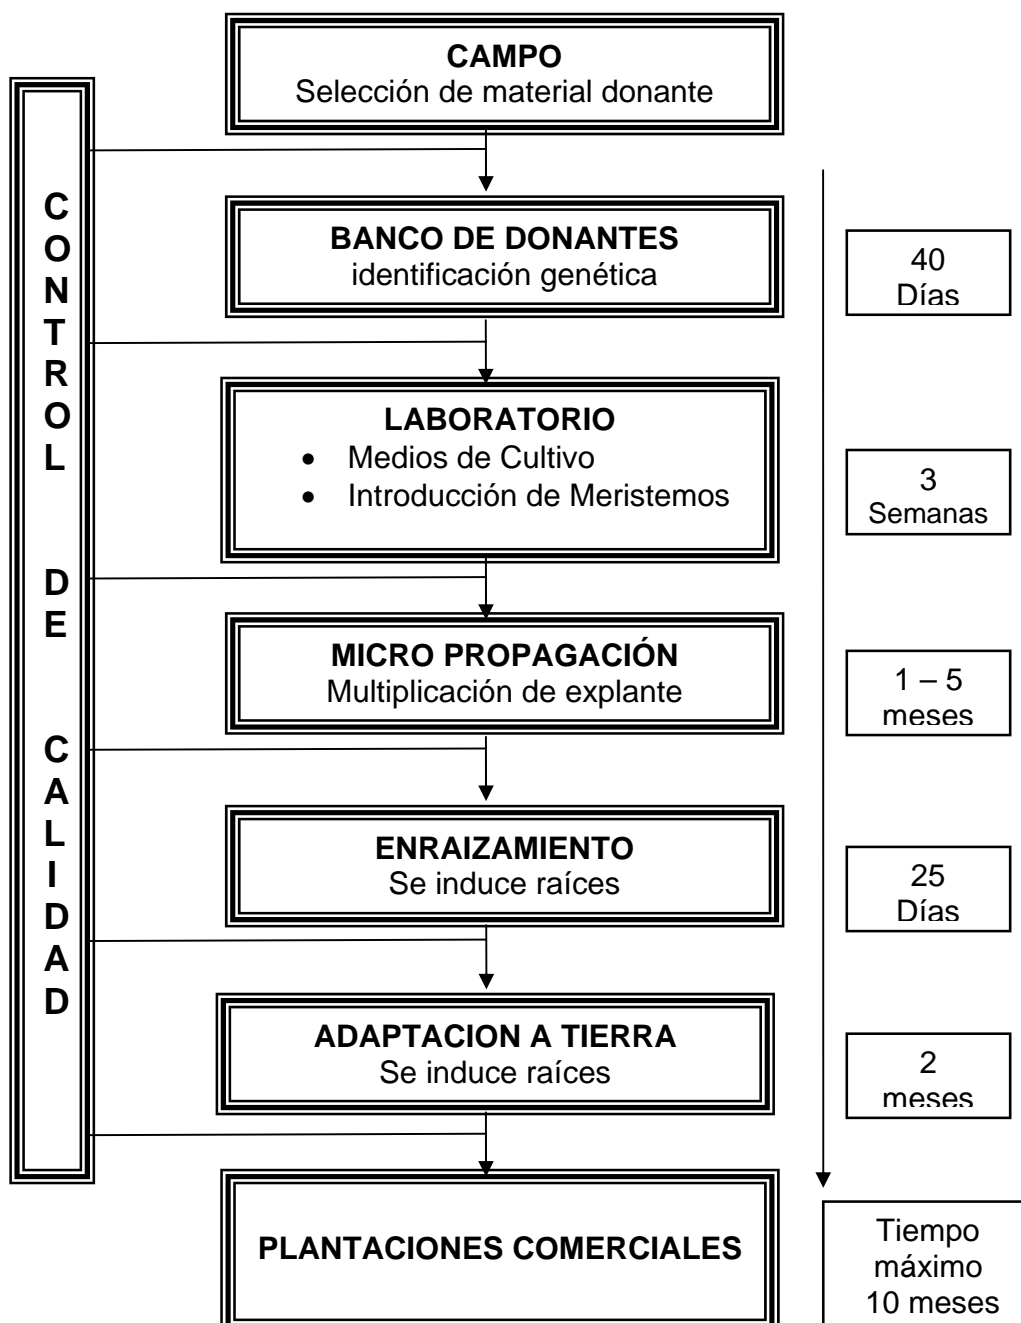 CAMPO
Selección de material donante
CONTROL DE CALIDAD
BANCO DE DONANTES
identificación genética
40
Días
LABORATORIO
• Medios de Cultivo
• Introducción de Meristemos
3
Semanas
MICRO PROPAGACIÓN
Multiplicación de explante
1 – 5
meses
ENRAIZAMIENTO
Se induce raíces
25
Días
ADAPTACION A TIERRA
Se induce raíces
2
meses
PLANTACIONES COMERCIALES
Tiempo
máximo
10 meses